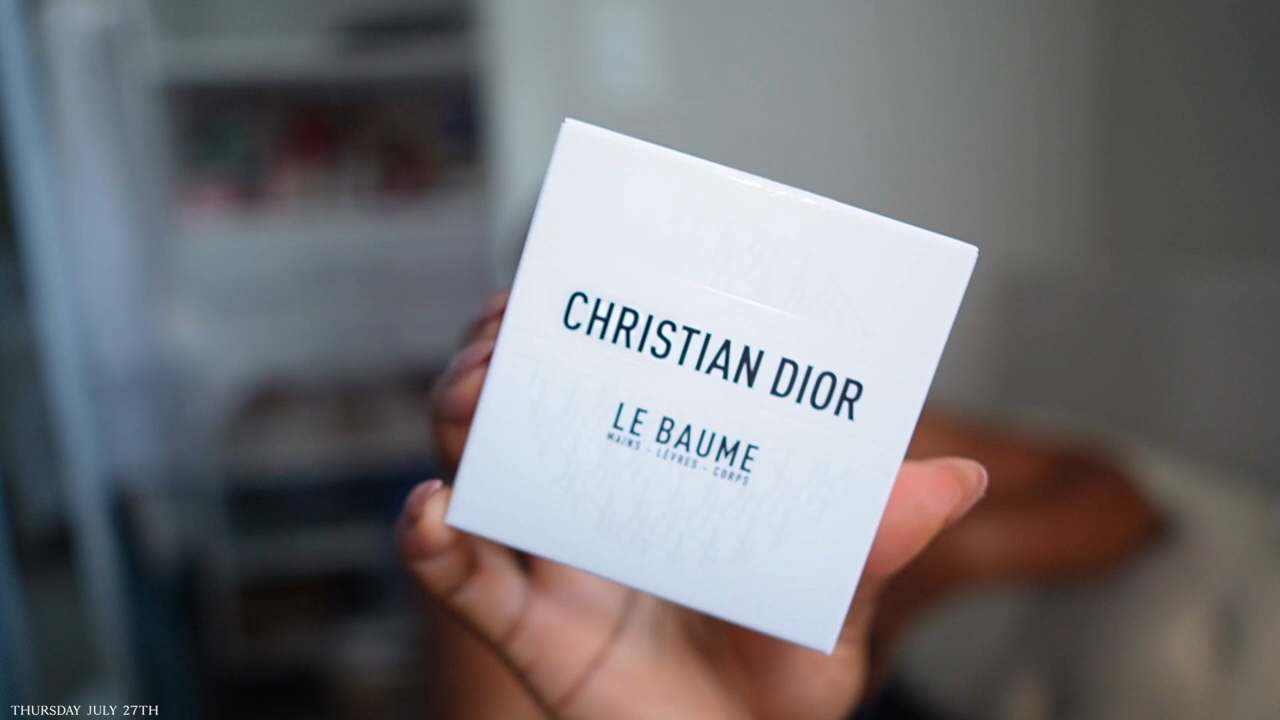 CHRISTIAN DIOR
LE BAUME
MAINS - LÈVRES - CORPS
THURSDAY JULY 27TH